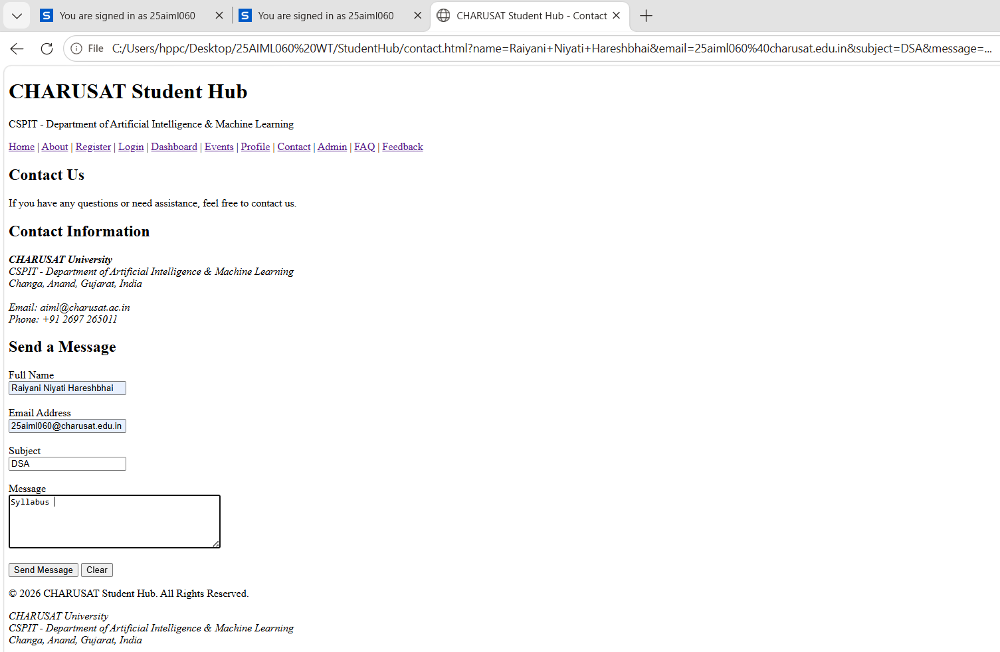 You are signed in as 25aiml060
You are signed in as 25aiml060
CHARUSAT Student Hub - Contact
File C:/Users/hppc/Desktop/25AIML060%20WT/StudentHub/contact.html?name=Raiyani+Niyati+Hareshbhai&email=25aiml060%40charusat.edu.in&subject=DSA&message=...
CHARUSAT Student Hub
CSPIT - Department of Artificial Intelligence & Machine Learning
Home | About | Register | Login | Dashboard | Events | Profile | Contact | Admin | FAQ | Feedback
Contact Us
If you have any questions or need assistance, feel free to contact us.
Contact Information
CHARUSAT University
CSPIT - Department of Artificial Intelligence & Machine Learning
Changa, Anand, Gujarat, India
Email: aiml@charusat.ac.in
Phone: +91 2697 265011
Send a Message
Full Name
Raiyani Niyati Hareshbhai
Email Address
25aiml060@charusat.edu.in
Subject
DSA
Message
Syllabus
Send Message Clear
© 2026 CHARUSAT Student Hub. All Rights Reserved.
CHARUSAT University
CSPIT - Department of Artificial Intelligence & Machine Learning
Changa, Anand, Gujarat, India